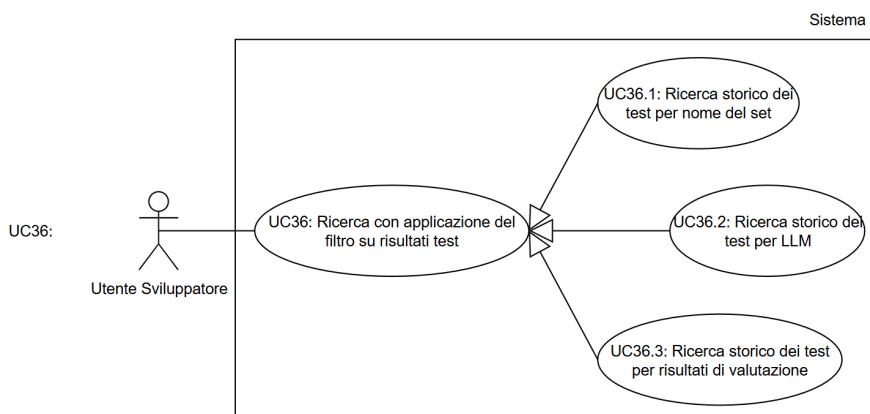 Sistema
UC36.1: Ricerca storico dei
test per nome del set
UC36:
Utente Sviluppatore
UC36: Ricerca con applicazione del
filtro su risultati test
UC36.2: Ricerca storico dei
test per LLM
UC36.3: Ricerca storico dei test
per risultati di valutazione